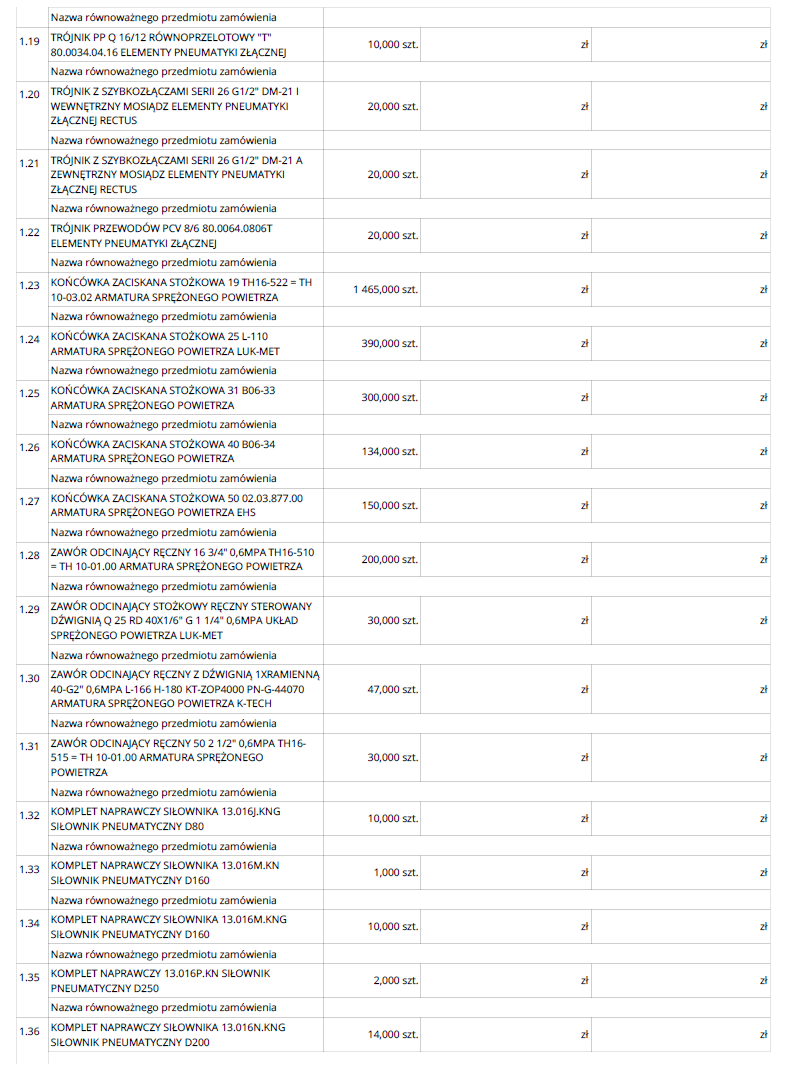 Nazwa równoważnego przedmiotu zamówienia
1.19 TRÓJNIK PP Q 16/12 RÓWNOPRZELOTOWY "T"
80.0034.04.16 ELEMENTY PNEUMATYKI ZŁĄCZNEJ
10,000 szt. zł zł
Nazwa równoważnego przedmiotu zamówienia
1.20 TRÓJNIK Z SZYBKOZŁĄCZAMI SERII 26 G1/2" DM-21 I
WEWNĘTRZNY MOSIĄDZ ELEMENTY PNEUMATYKI
ZŁĄCZNEJ RECTUS
20,000 szt. zł zł
Nazwa równoważnego przedmiotu zamówienia
1.21 TRÓJNIK Z SZYBKOZŁĄCZAMI SERII 26 G1/2" DM-21 A
ZEWNĘTRZNY MOSIĄDZ ELEMENTY PNEUMATYKI
ZŁĄCZNEJ RECTUS
20,000 szt. zł zł
Nazwa równoważnego przedmiotu zamówienia
1.22 TRÓJNIK PRZEWODÓW PCV 8/6 80.0064.0806T
ELEMENTY PNEUMATYKI ZŁĄCZNEJ
20,000 szt. zł zł
Nazwa równoważnego przedmiotu zamówienia
1.23 KOŃCÓWKA ZACISKANA STOŻKOWA 19 TH16-522 = TH
10-03.02 ARMATURA SPRĘŻONEGO POWIETRZA
1 465,000 szt. zł zł
Nazwa równoważnego przedmiotu zamówienia
1.24 KOŃCÓWKA ZACISKANA STOŻKOWA 25 L-110
ARMATURA SPRĘŻONEGO POWIETRZA LUK-MET
390,000 szt. zł zł
Nazwa równoważnego przedmiotu zamówienia
1.25 KOŃCÓWKA ZACISKANA STOŻKOWA 31 B06-33
ARMATURA SPRĘŻONEGO POWIETRZA
300,000 szt. zł zł
Nazwa równoważnego przedmiotu zamówienia
1.26 KOŃCÓWKA ZACISKANA STOŻKOWA 40 B06-34
ARMATURA SPRĘŻONEGO POWIETRZA
134,000 szt. zł zł
Nazwa równoważnego przedmiotu zamówienia
1.27 KOŃCÓWKA ZACISKANA STOŻKOWA 50 02.03.877.00
ARMATURA SPRĘŻONEGO POWIETRZA EHS
150,000 szt. zł zł
Nazwa równoważnego przedmiotu zamówienia
1.28 ZAWÓR ODCINAJĄCY RĘCZNY 16 3/4" 0,6MPA TH16-510
= TH 10-01.00 ARMATURA SPRĘŻONEGO POWIETRZA
200,000 szt. zł zł
Nazwa równoważnego przedmiotu zamówienia
1.29 ZAWÓR ODCINAJĄCY STOŻKOWY RĘCZNY STEROWANY
DŹWIGNIĄ Q 25 RD 40X1/6" G 1 1/4" 0,6MPA UKŁAD
SPRĘŻONEGO POWIETRZA LUK-MET
30,000 szt. zł zł
Nazwa równoważnego przedmiotu zamówienia
1.30 ZAWÓR ODCINAJĄCY RĘCZNY Z DŹWIGNIĄ 1XRAMIENNĄ
40-G2" 0,6MPA L-166 H-180 KT-ZOP4000 PN-G-44070
ARMATURA SPRĘŻONEGO POWIETRZA K-TECH
47,000 szt. zł zł
Nazwa równoważnego przedmiotu zamówienia
1.31 ZAWÓR ODCINAJĄCY RĘCZNY 50 2 1/2" 0,6MPA TH16-
515 = TH 10-01.00 ARMATURA SPRĘŻONEGO
POWIETRZA
30,000 szt. zł zł
Nazwa równoważnego przedmiotu zamówienia
1.32 KOMPLET NAPRAWCZY SIŁOWNIKA 13.016J.KNG
SIŁOWNIK PNEUMATYCZNY D80
10,000 szt. zł zł
Nazwa równoważnego przedmiotu zamówienia
1.33 KOMPLET NAPRAWCZY SIŁOWNIKA 13.016M.KN
SIŁOWNIK PNEUMATYCZNY D160
1,000 szt. zł zł
Nazwa równoważnego przedmiotu zamówienia
1.34 KOMPLET NAPRAWCZY SIŁOWNIKA 13.016M.KNG
SIŁOWNIK PNEUMATYCZNY D160
10,000 szt. zł zł
Nazwa równoważnego przedmiotu zamówienia
1.35 KOMPLET NAPRAWCZY 13.016P.KN SIŁOWNIK
PNEUMATYCZNY D250
2,000 szt. zł zł
Nazwa równoważnego przedmiotu zamówienia
1.36 KOMPLET NAPRAWCZY SIŁOWNIKA 13.016N.KNG
SIŁOWNIK PNEUMATYCZNY D200
14,000 szt. zł zł